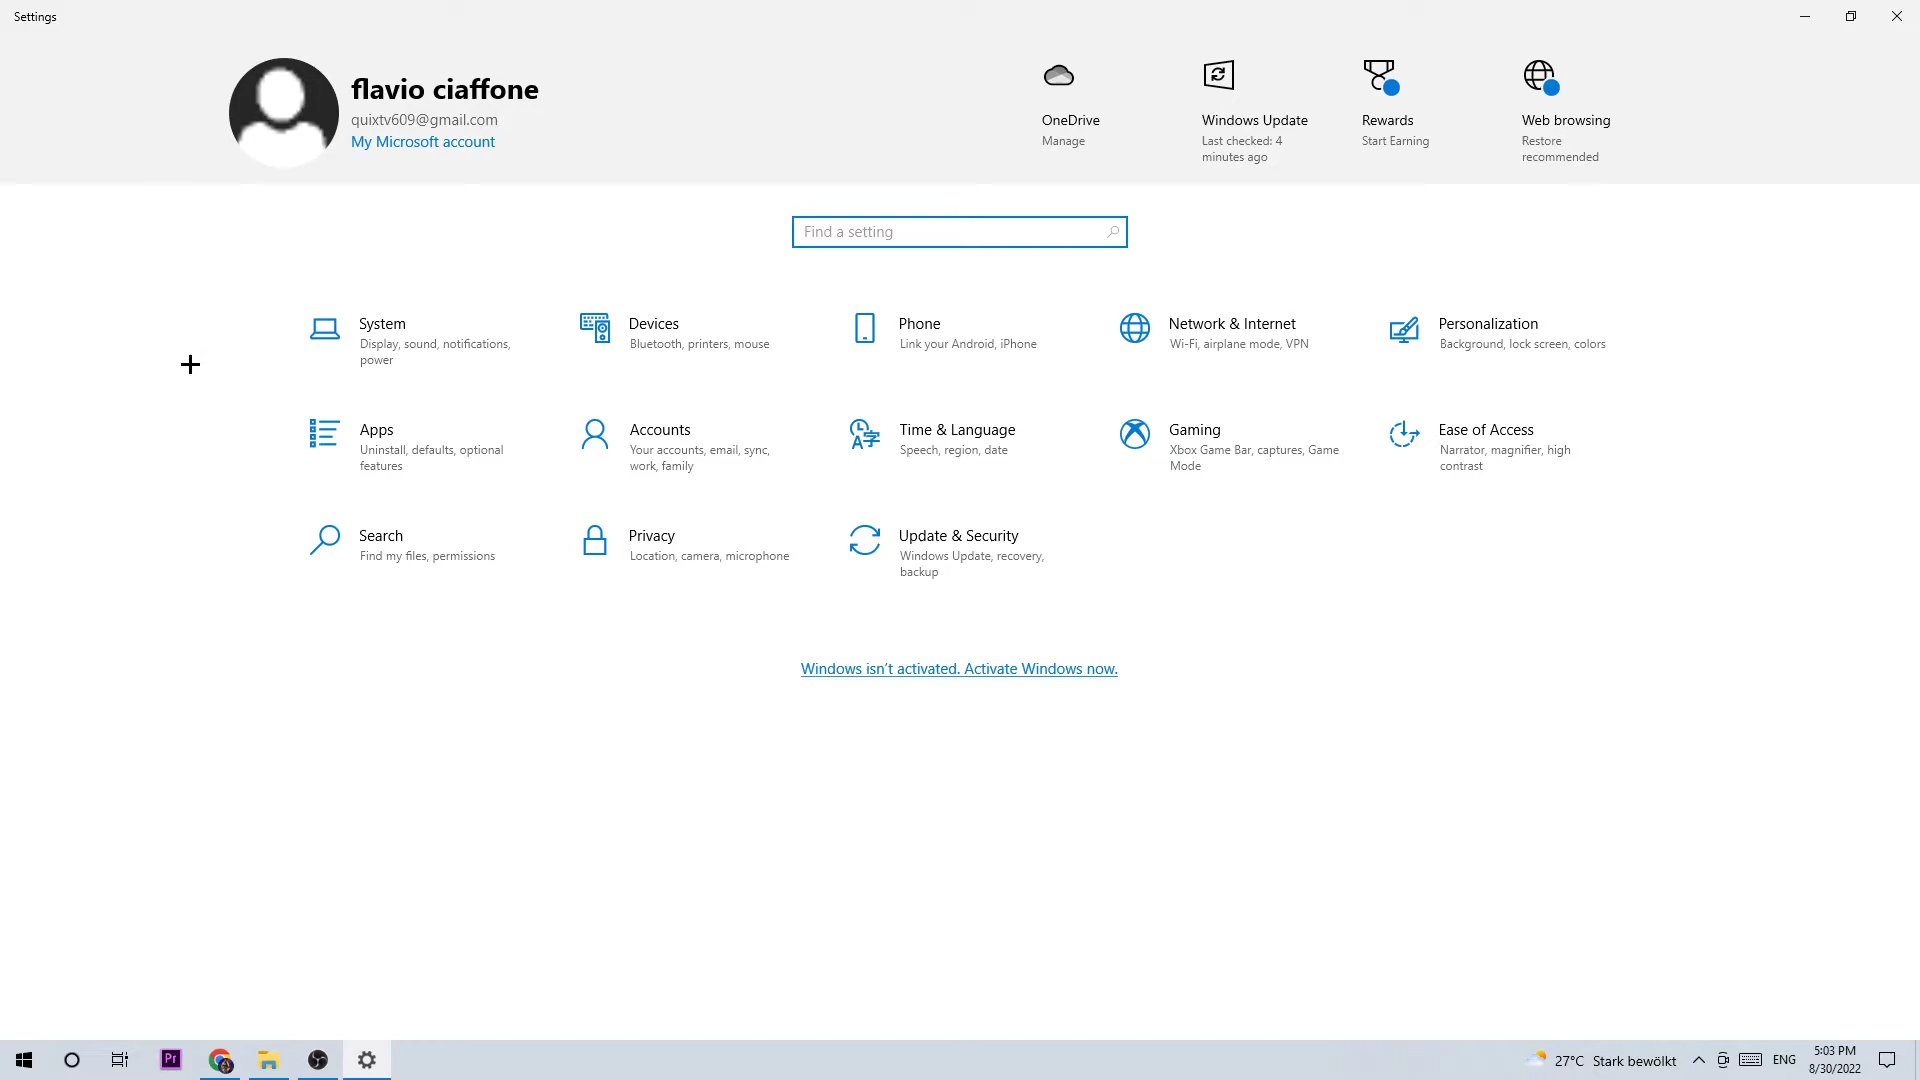 Settings
flavio ciaffone
quixtv609@gmail.com
My Microsoft account
OneDrive
Manage
Windows Update
Last checked: 4
minutes ago
Rewards
Start Earning
Web browsing
Restore
recommended
Find a setting
System
Display, sound, notifications,
power
Devices
Bluetooth, printers, mouse
Phone
Link your Android, iPhone
Network & Internet
Wi-Fi, airplane mode, VPN
Personalization
Background, lock screen, colors
Apps
Uninstall, defaults, optional
features
Accounts
Your accounts, email, sync,
work, family
Time & Language
Speech, region, date
Gaming
Xbox Game Bar, captures, Game
Mode
Ease of Access
Narrator, magnifier, high
contrast
Search
Find my files, permissions
Privacy
Location, camera, microphone
Update & Security
Windows Update, recovery,
backup
Windows isn't activated. Activate Windows now.
Pr
27°C Stark bewölkt
ENG
5:03 PM
8/30/2022